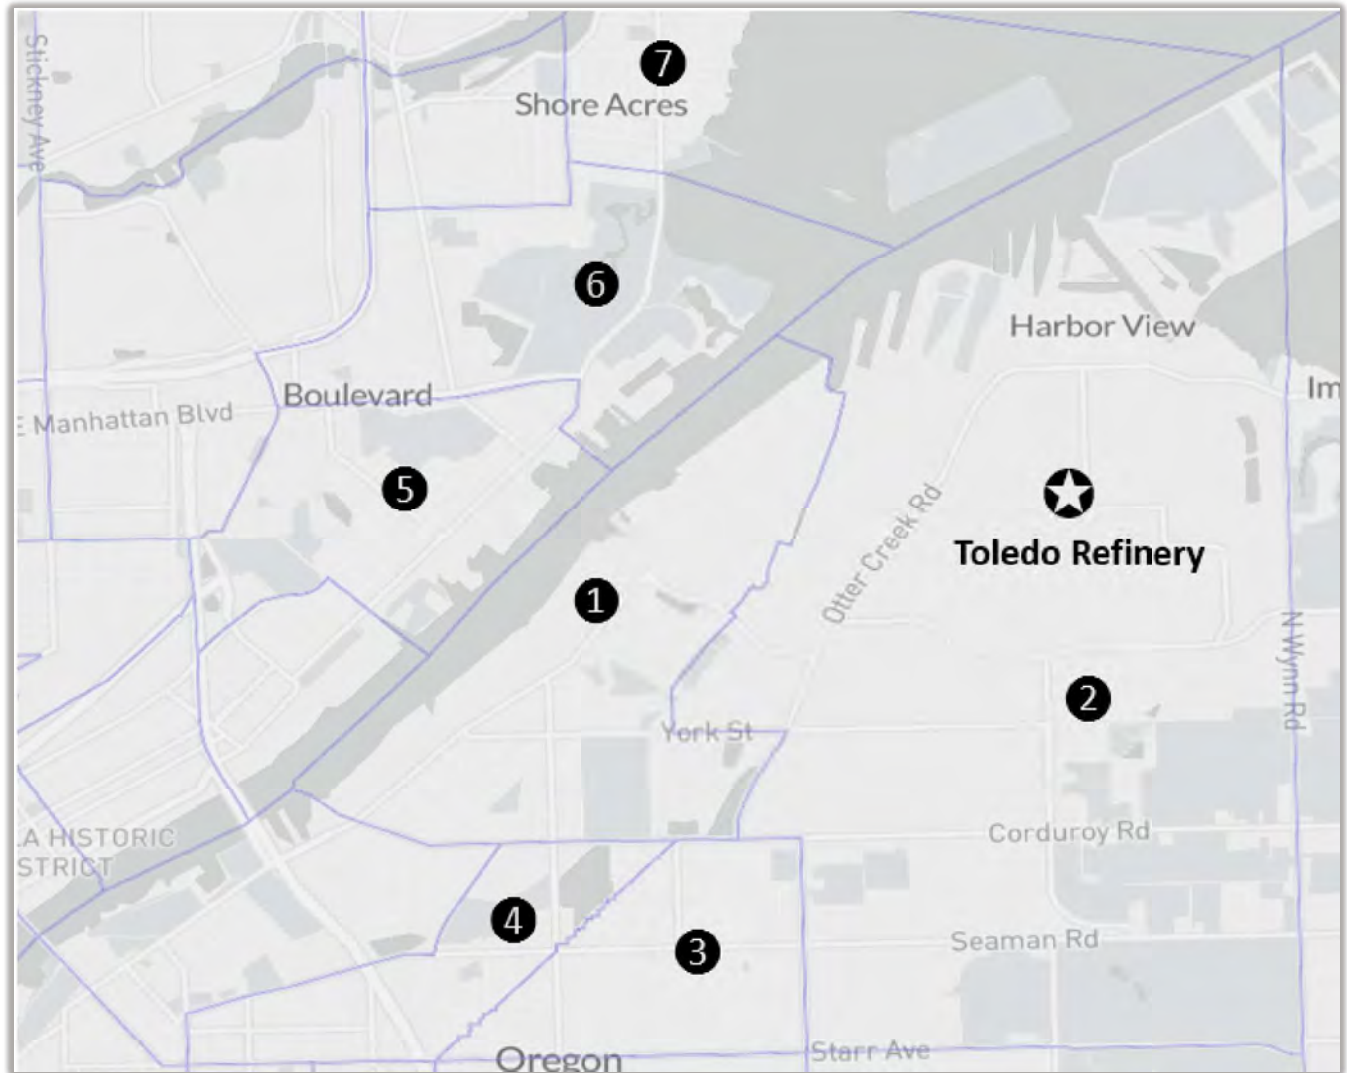 Stickney Ave
7
Shore Acres
6
Harbor View
Im
Boulevard
E Manhattan Blvd
5
Otter Creek Rd
Toledo Refinery
1
N Wynn Rd
2
York St
LA HISTORIC
STRICT
Corduroy Rd
4
3
Seaman Rd
Oregon
Starr Ave